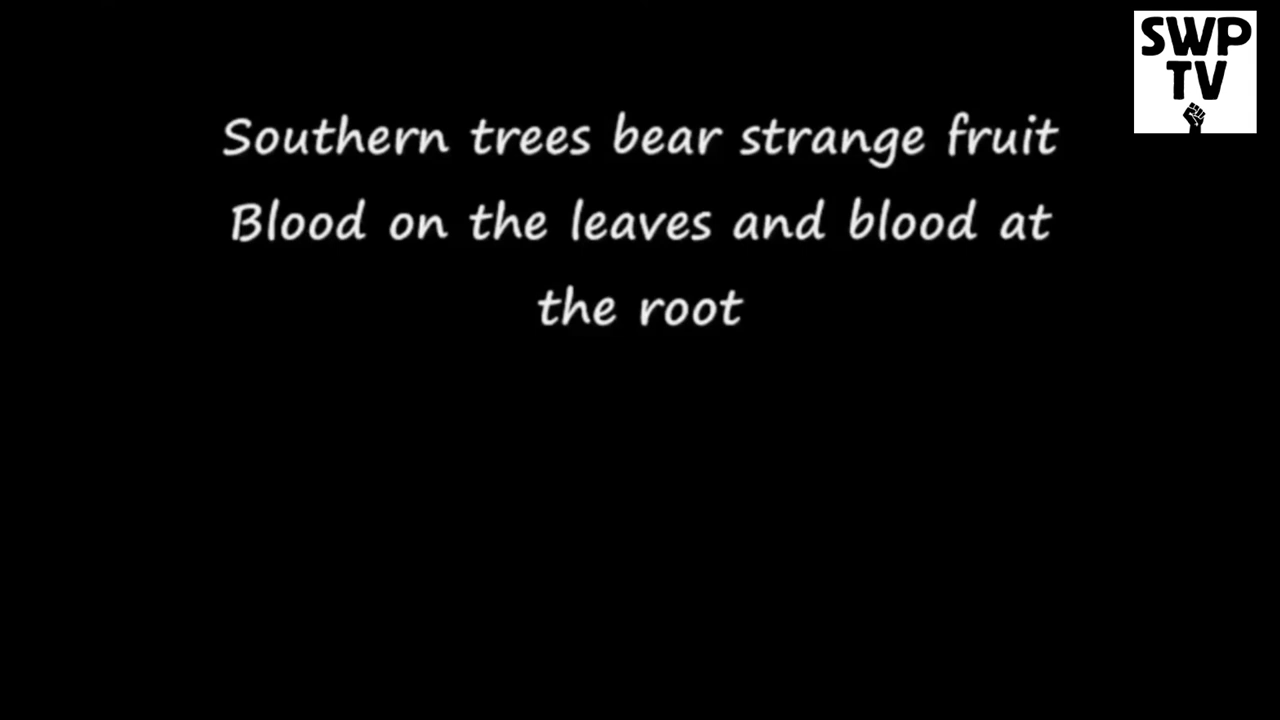 SWP
TV
Southern trees bear strange fruit
Blood on the leaves and blood at
the root